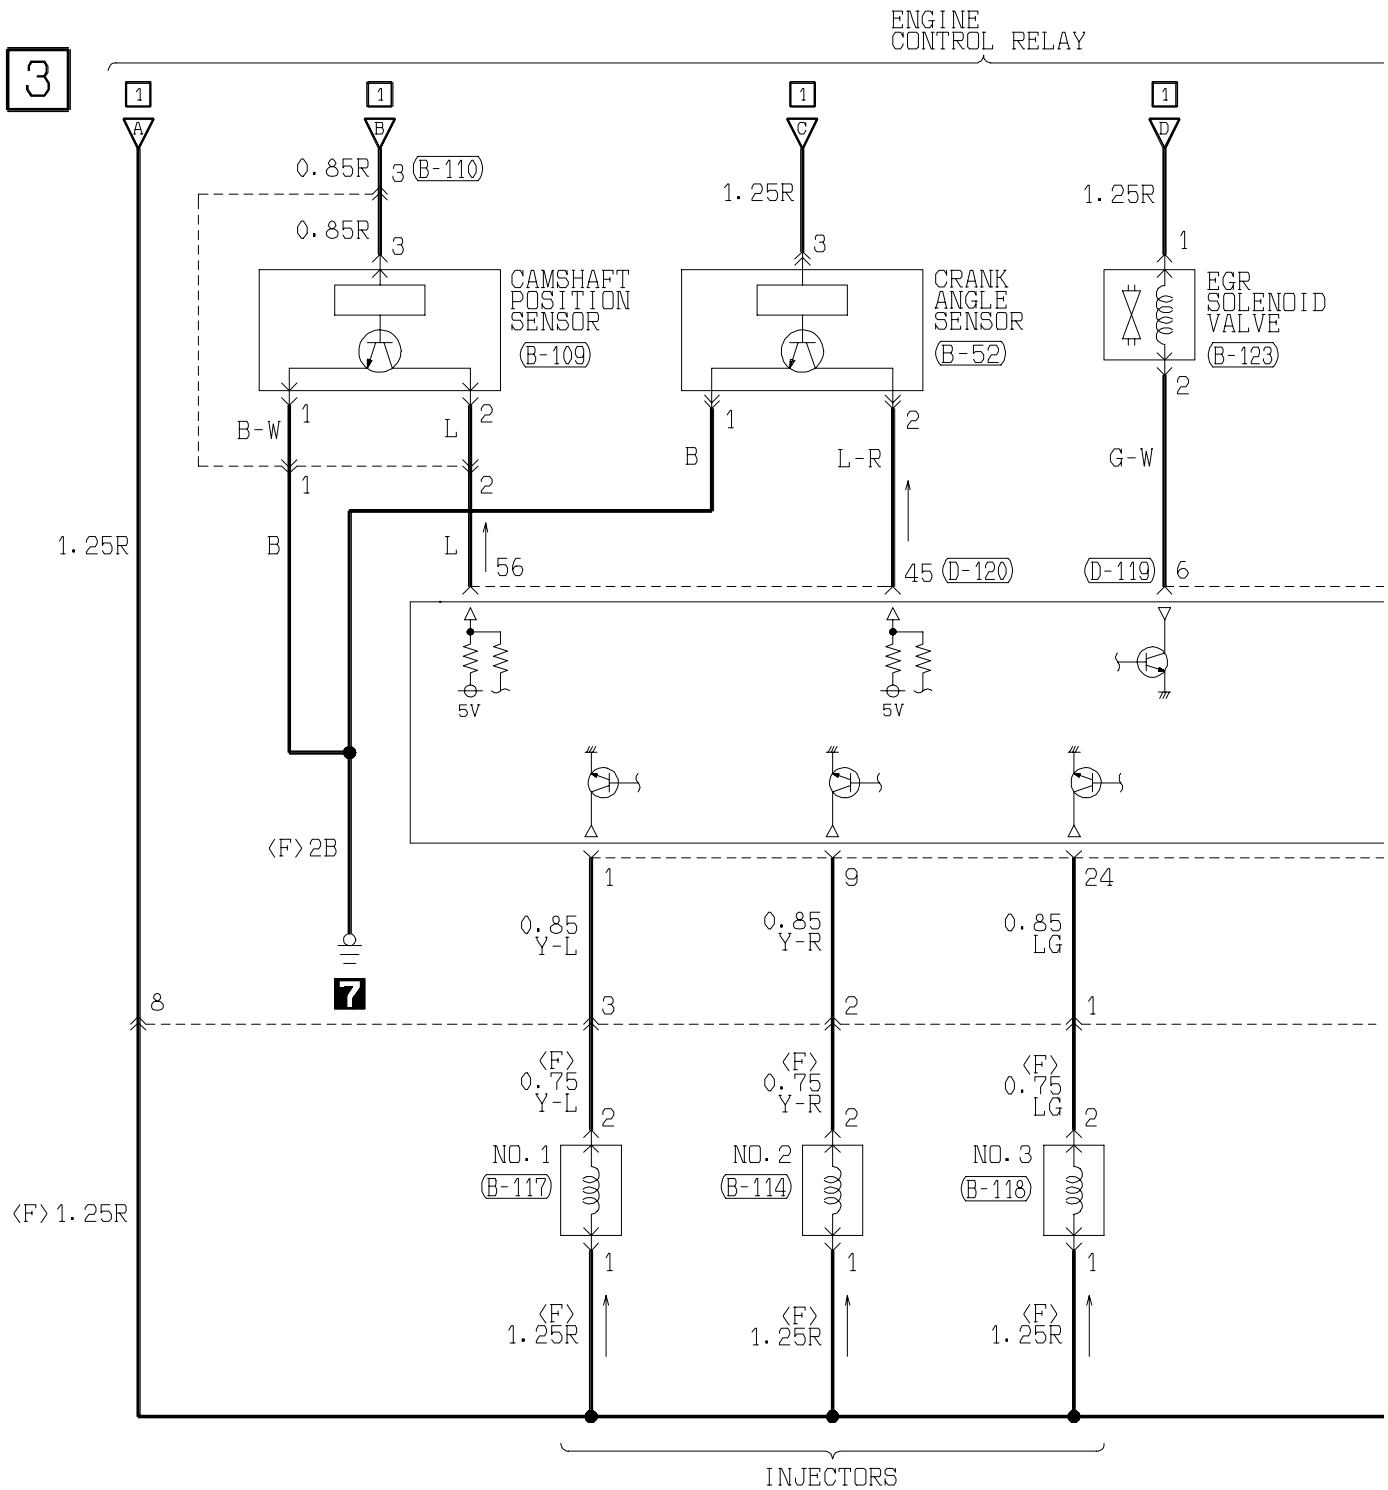 ENGINE
CONTROL RELAY
3
1
1
1
1
A
B
C
D
0.85R
3
(B-110)
1.25R
1.25R
0.85R
3
3
1
CAMSHAFT
POSITION
SENSOR
(B-109)
CRANK
ANGLE
SENSOR
(B-52)
EGR
SOLENOID
VALVE
(B-123)
1
2
1
2
2
B-W
L
B
L-R
G-W
1
2
1.25R
B
L
56
45
(D-120)
(D-119)
6
5V
5V
〈F〉2B
1
9
24
0.85
Y-L
0.85
Y-R
0.85
LG
7
8
3
2
1
〈F〉
0.75
Y-L
〈F〉
0.75
Y-R
〈F〉
0.75
LG
2
2
2
NO.1
(B-117)
NO.2
(B-114)
NO.3
(B-118)
〈F〉1.25R
1
1
1
〈F〉
1.25R
〈F〉
1.25R
〈F〉
1.25R
INJECTORS